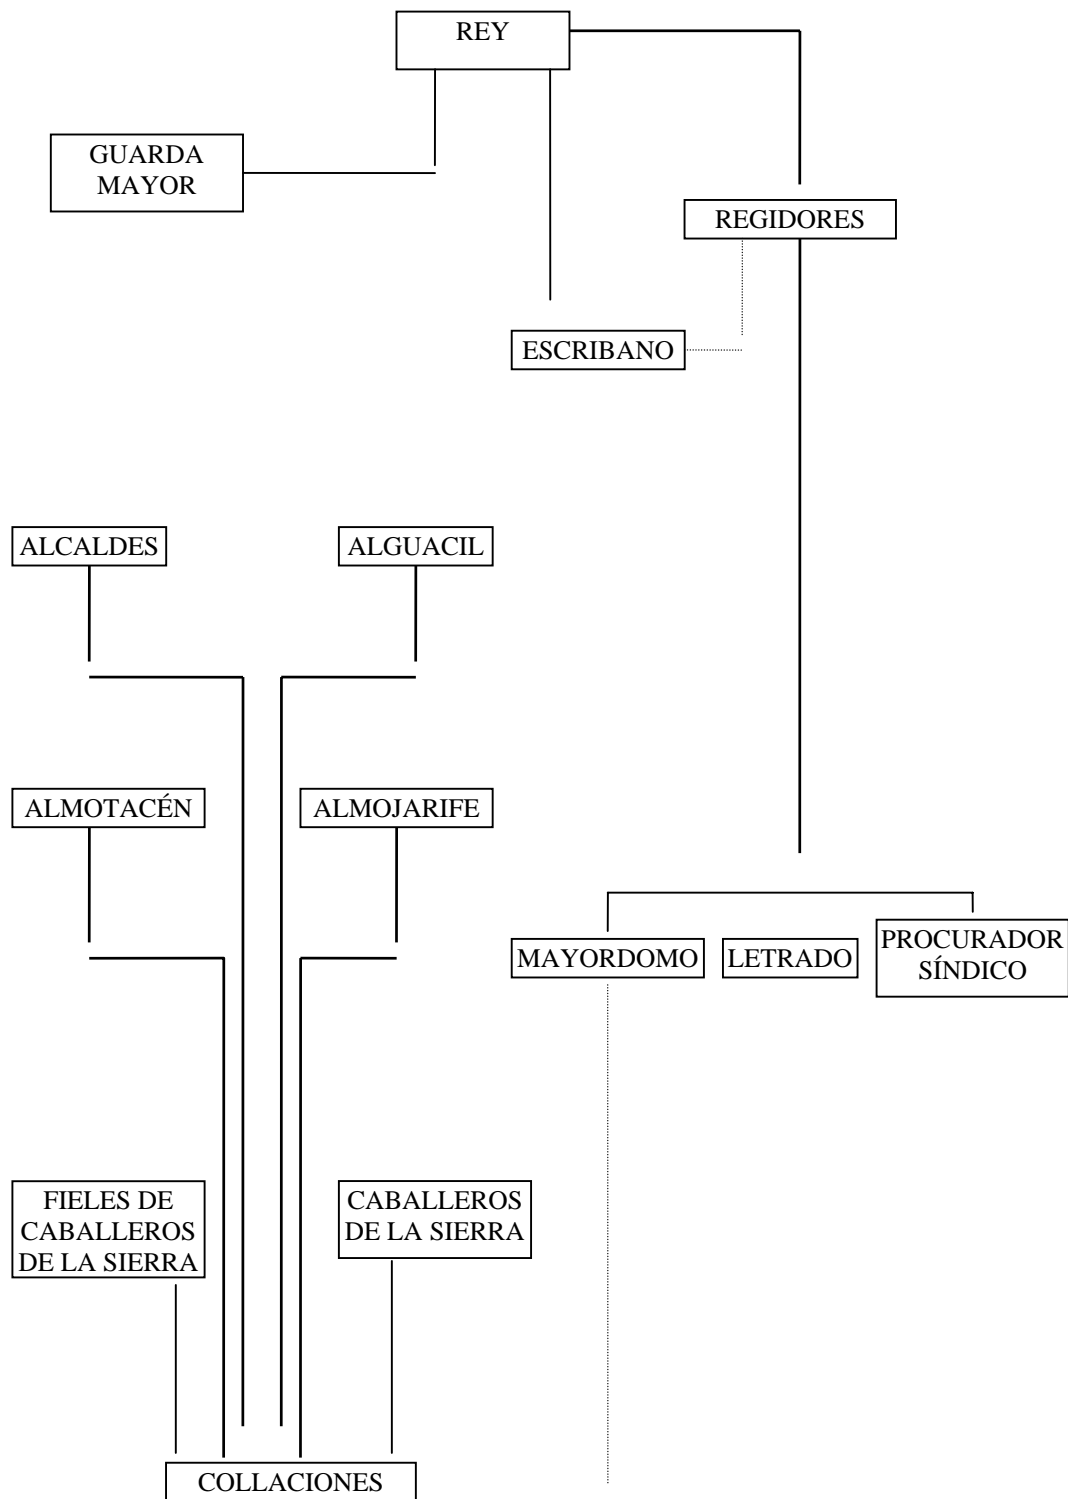 REY
GUARDA
MAYOR
REGIDORES
ESCRIBANO
ALCALDES
ALGUACIL
ALMOTACÉN
ALMOJARIFE
MAYORDOMO
LETRADO
PROCURADOR
SÍNDICO
FIELES DE
CABALLEROS
DE LA SIERRA
CABALLEROS
DE LA SIERRA
COLLACIONES